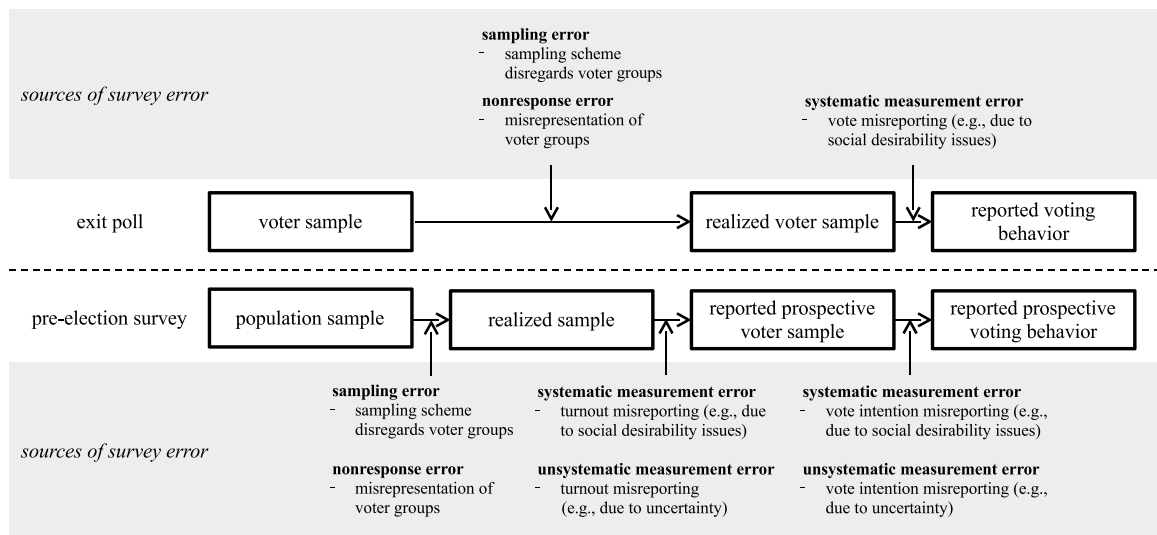 sampling error
- sampling scheme
disregards voter groups
sources of survey error
nonresponse error
- misrepresentation of
voter groups
systematic measurement error
- vote misreporting (e.g., due to
social desirability issues)
exit poll
voter sample
realized voter sample
reported voting
behavior
pre-election survey
population sample
realized sample
reported prospective
voter sample
reported prospective
voting behavior
sources of survey error
sampling error
- sampling scheme
disregards voter groups
nonresponse error
- misrepresentation of
voter groups
systematic measurement error
- turnout misreporting (e.g., due
to social desirability issues)
unsystematic measurement error
- turnout misreporting
(e.g., due to uncertainty)
systematic measurement error
- vote intention misreporting (e.g.,
due to social desirability issues)
unsystematic measurement error
- vote intention misreporting (e.g.,
due to uncertainty)